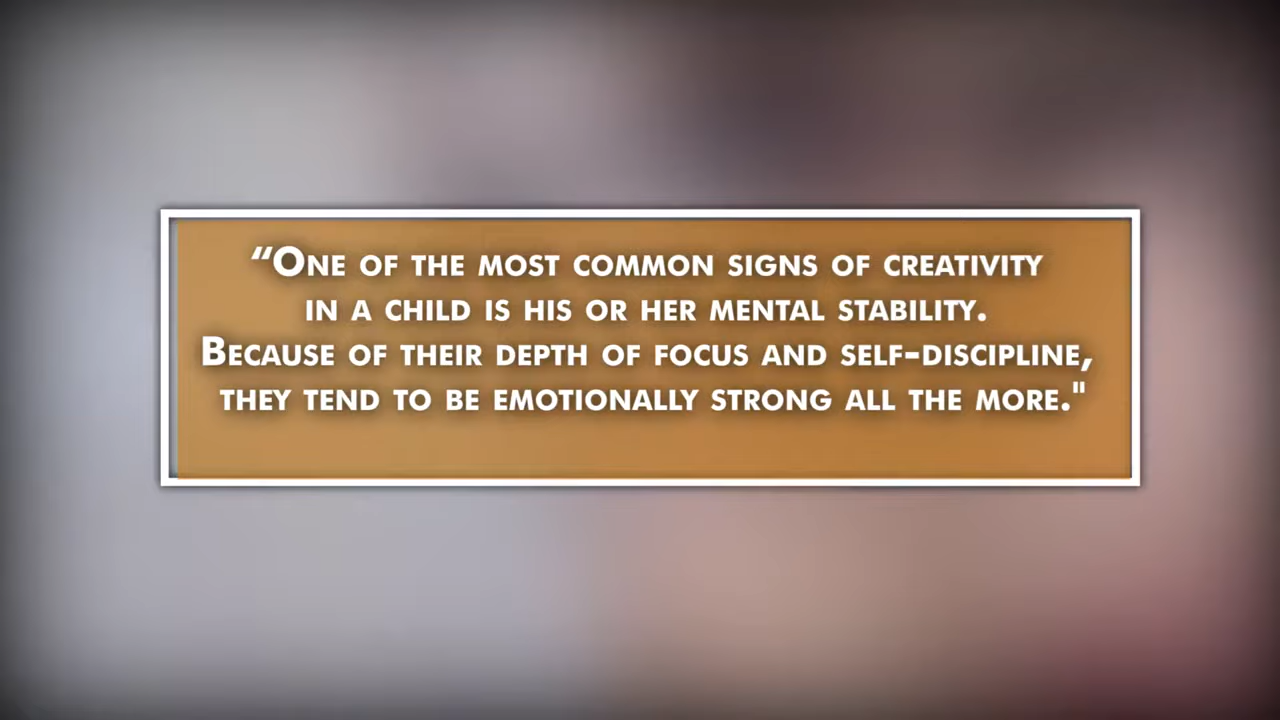 “One of the most common signs of creativity
in a child is his or her mental stability.
Because of their depth of focus and self-discipline,
they tend to be emotionally strong all the more."